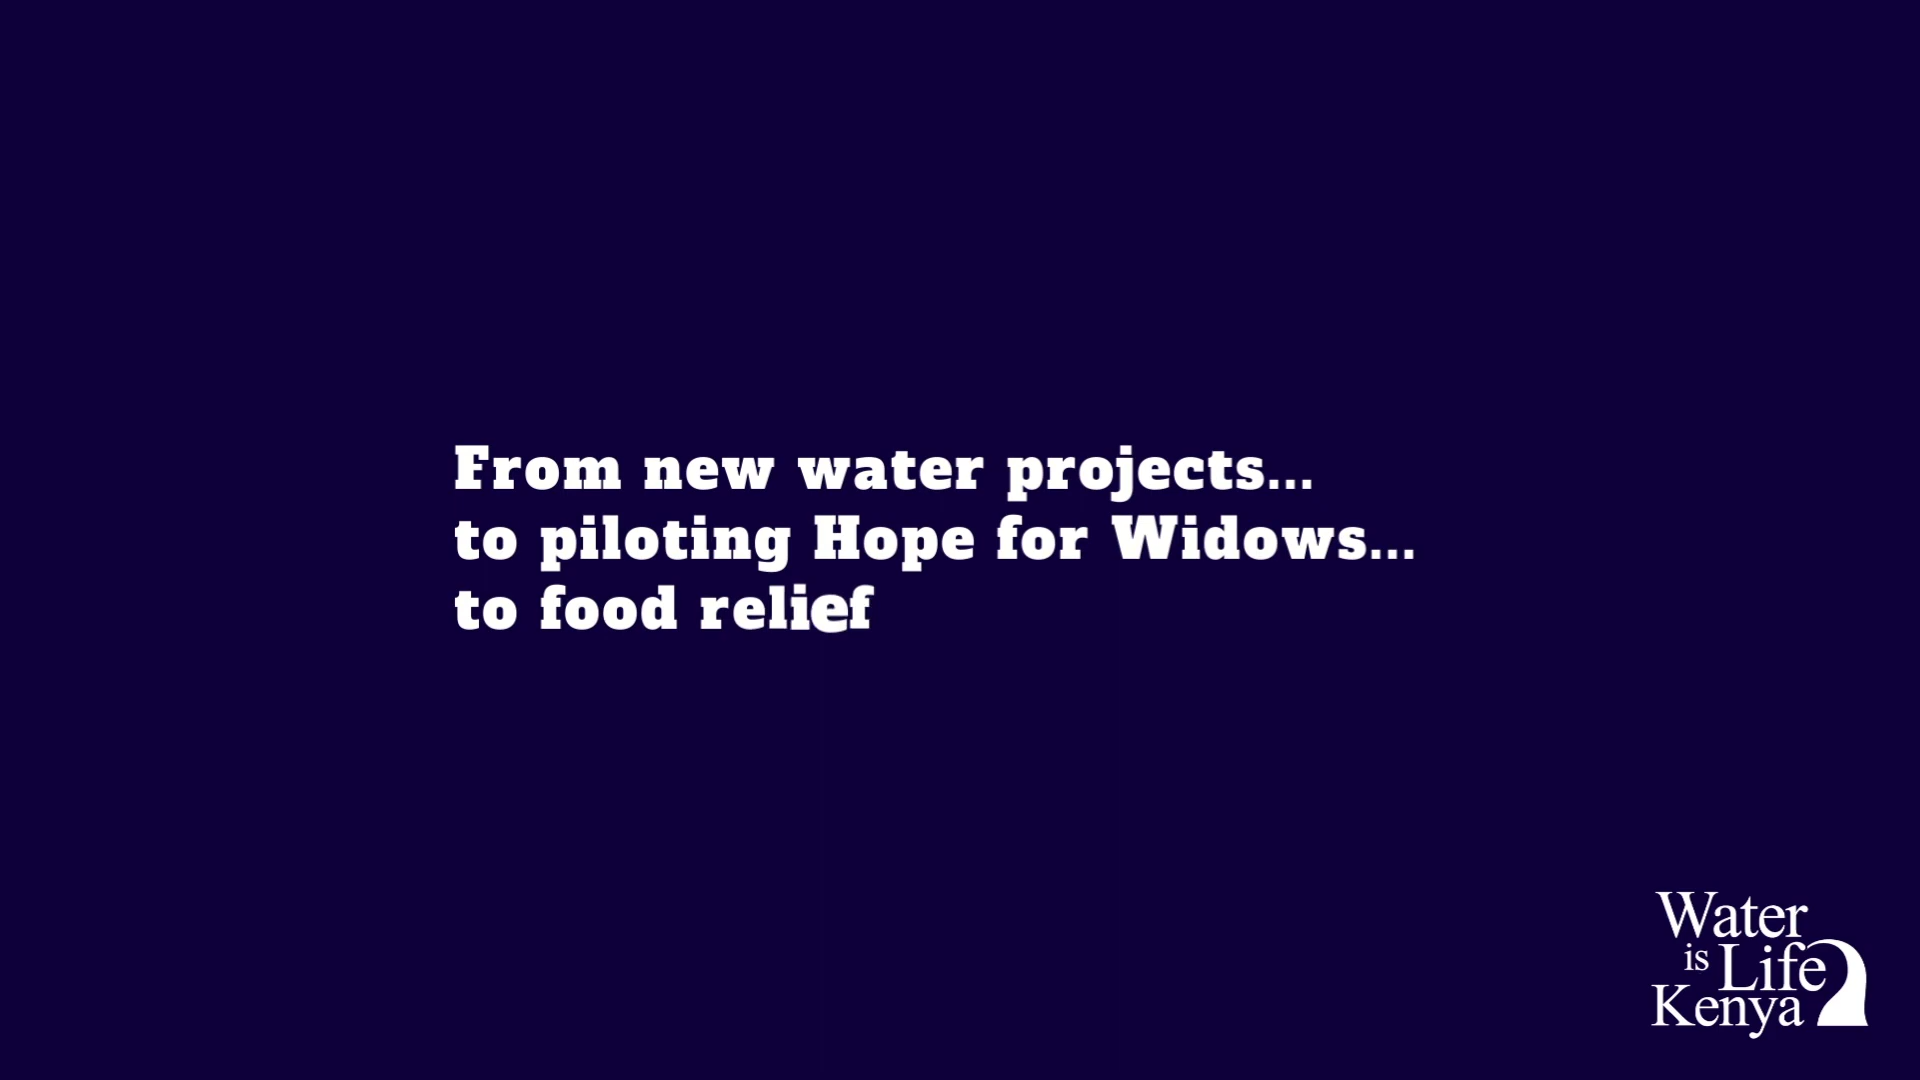 From new water projects...
to piloting Hope for Widows...
to food relief
Water
is Life
Kenya